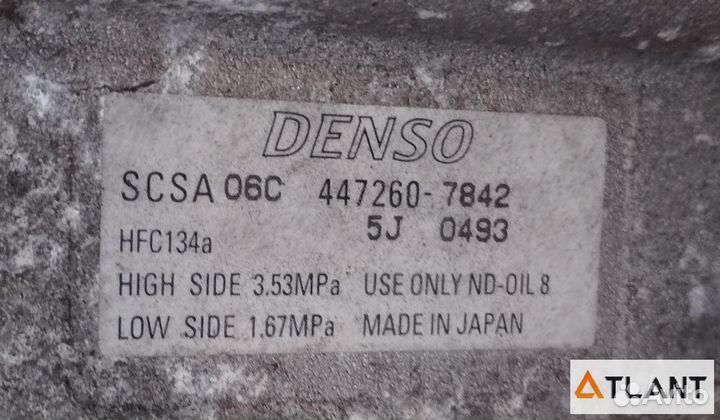 DENSO
SCSA 06C 447260-7842
5J 0493
HFC134a
HIGH SIDE 3.53MPa USE ONLY ND-OIL 8
LOW SIDE 1.67MPa MADE IN JAPAN
ATLANT
Avito